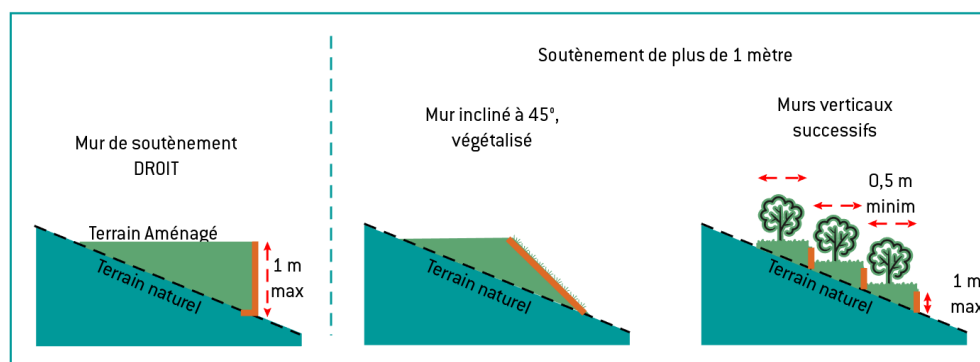 Soutènement de plus de 1 mètre
Mur de soutènement
DROIT
Terrain Aménagé
1 m
max
Terrain naturel
Mur incliné à 45º,
végétalisé
Terrain naturel
Murs verticaux
successifs
0,5 m
minim
Terrain naturel
1 m
max